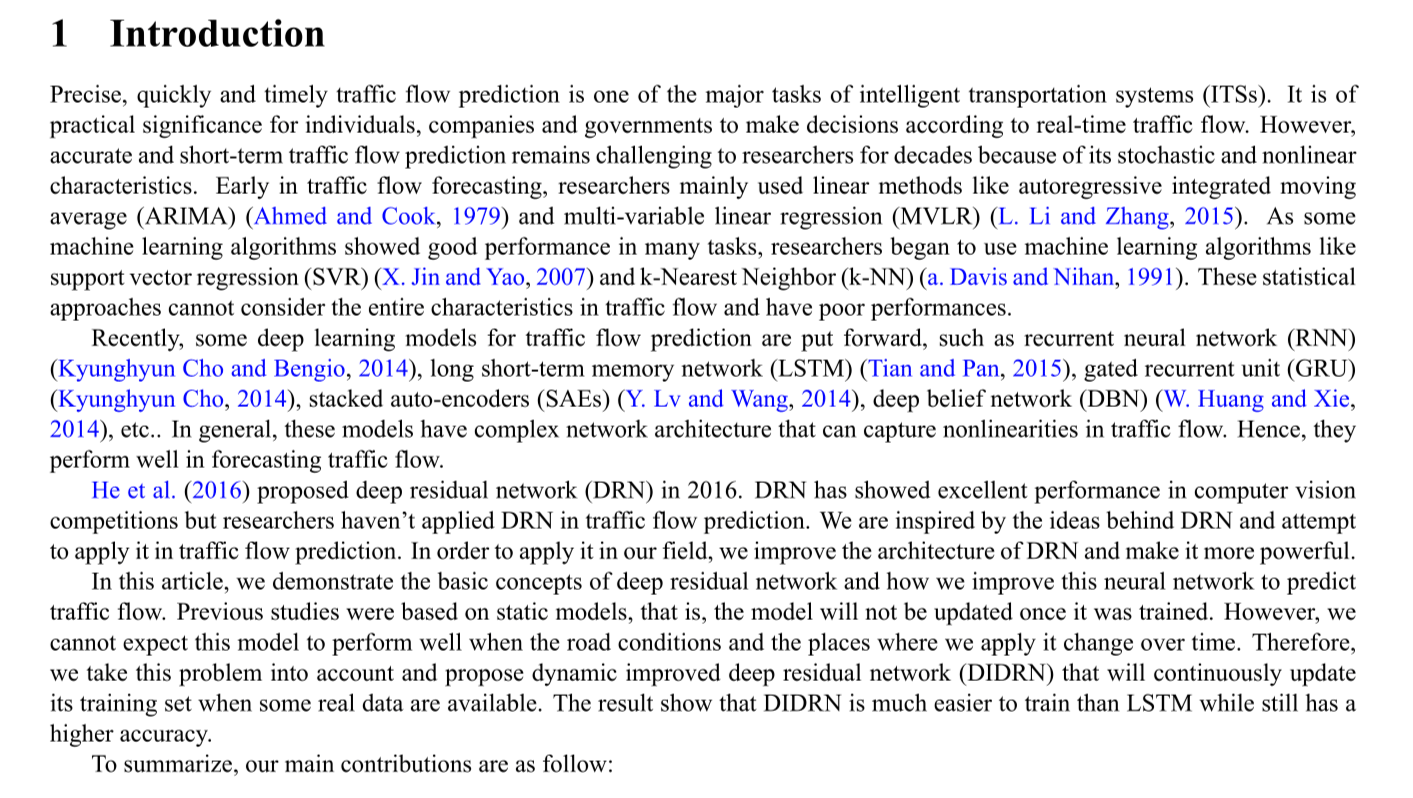 1 Introduction
Precise, quickly and timely traffic flow prediction is one of the major tasks of intelligent transportation systems (ITSs). It is of
practical significance for individuals, companies and governments to make decisions according to real-time traffic flow. However,
accurate and short-term traffic flow prediction remains challenging to researchers for decades because of its stochastic and nonlinear
characteristics. Early in traffic flow forecasting, researchers mainly used linear methods like autoregressive integrated moving
average (ARIMA) (Ahmed and Cook, 1979) and multi-variable linear regression (MVLR) (L. Li and Zhang, 2015). As some
machine learning algorithms showed good performance in many tasks, researchers began to use machine learning algorithms like
support vector regression (SVR) (X. Jin and Yao, 2007) and k-Nearest Neighbor (k-NN) (a. Davis and Nihan, 1991). These statistical
approaches cannot consider the entire characteristics in traffic flow and have poor performances.
Recently, some deep learning models for traffic flow prediction are put forward, such as recurrent neural network (RNN)
(Kyunghyun Cho and Bengio, 2014), long short-term memory network (LSTM) (Tian and Pan, 2015), gated recurrent unit (GRU)
(Kyunghyun Cho, 2014), stacked auto-encoders (SAEs) (Y. Lv and Wang, 2014), deep belief network (DBN) (W. Huang and Xie,
2014), etc.. In general, these models have complex network architecture that can capture nonlinearities in traffic flow. Hence, they
perform well in forecasting traffic flow.
He et al. (2016) proposed deep residual network (DRN) in 2016. DRN has showed excellent performance in computer vision
competitions but researchers haven't applied DRN in traffic flow prediction. We are inspired by the ideas behind DRN and attempt
to apply it in traffic flow prediction. In order to apply it in our field, we improve the architecture of DRN and make it more powerful.
In this article, we demonstrate the basic concepts of deep residual network and how we improve this neural network to predict
traffic flow. Previous studies were based on static models, that is, the model will not be updated once it was trained. However, we
cannot expect this model to perform well when the road conditions and the places where we apply it change over time. Therefore,
we take this problem into account and propose dynamic improved deep residual network (DIDRN) that will continuously update
its training set when some real data are available. The result show that DIDRN is much easier to train than LSTM while still has a
higher accuracy.
To summarize, our main contributions are as follow: